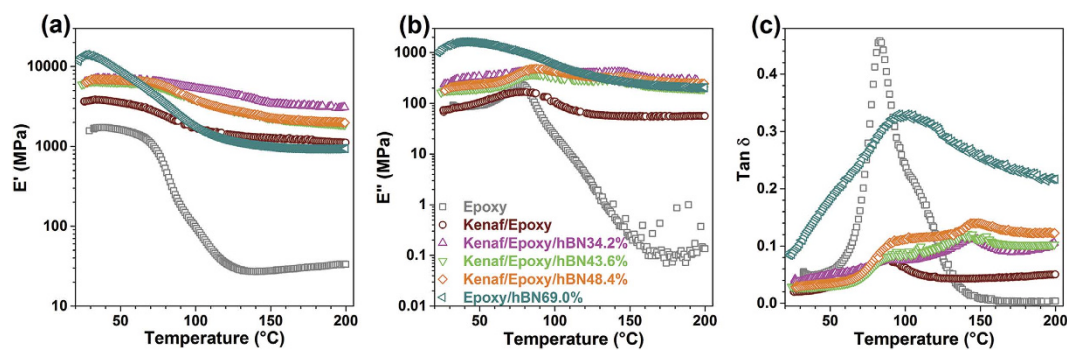 (a)
E' (MPa)
10000
1000
100
10
50
100
150
200
Temperature (°C)
(b)
E'' (MPa)
1000
100
10
1
0.1
0.01
Epoxy
Kenaf/Epoxy
Kenaf/Epoxy/hBN34.2%
Kenaf/Epoxy/hBN43.6%
Kenaf/Epoxy/hBN48.4%
Epoxy/hBN69.0%
50
100
150
200
Temperature (°C)
(c)
Tan δ
0.4
0.3
0.2
0.1
0.0
50
100
150
200
Temperature (°C)